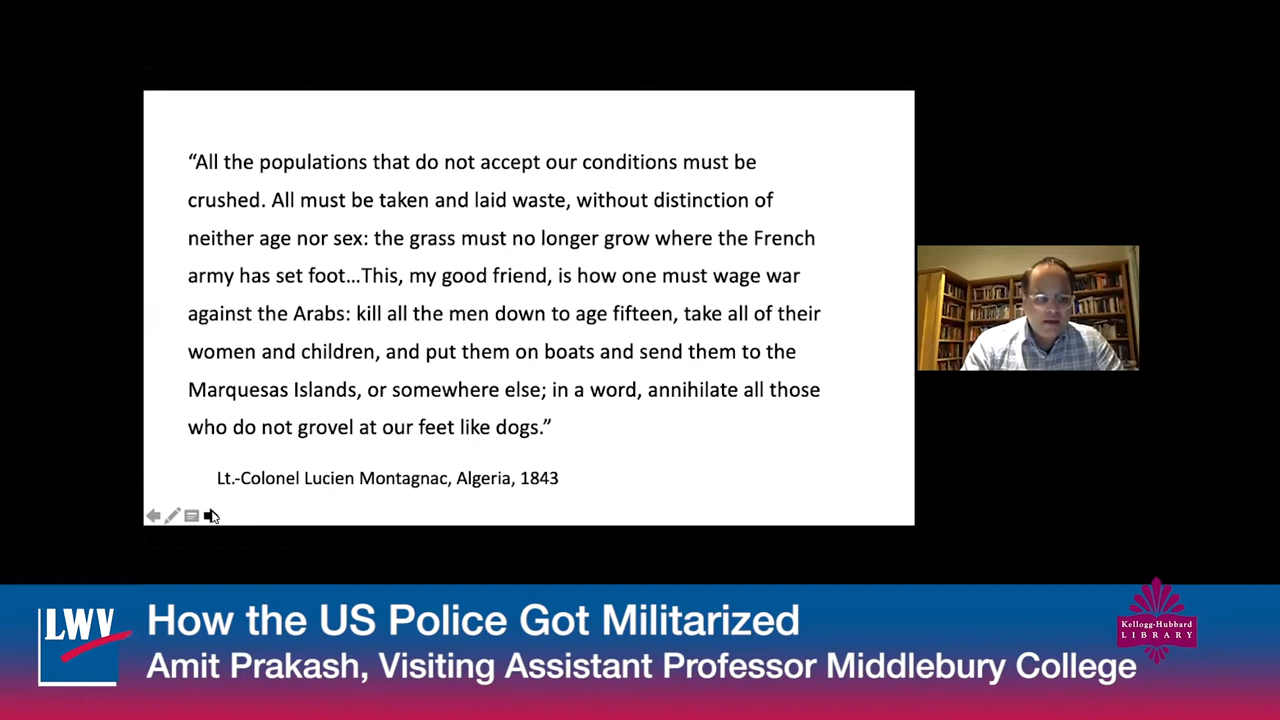 “All the populations that do not accept our conditions must be
crushed. All must be taken and laid waste, without distinction of
neither age nor sex: the grass must no longer grow where the French
army has set foot…This, my good friend, is how one must wage war
against the Arabs: kill all the men down to age fifteen, take all of their
women and children, and put them on boats and send them to the
Marquesas Islands, or somewhere else; in a word, annihilate all those
who do not grovel at our feet like dogs.”
Lt.-Colonel Lucien Montagnac, Algeria, 1843
LWV
How the US Police Got Militarized
Amit Prakash, Visiting Assistant Professor Middlebury College
Kellogg-Hubbard
LIBRARY